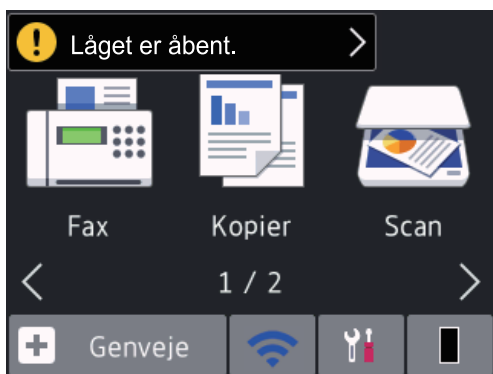 Låget er åbent.
Fax
Kopier
Scan
1 / 2
Genveje